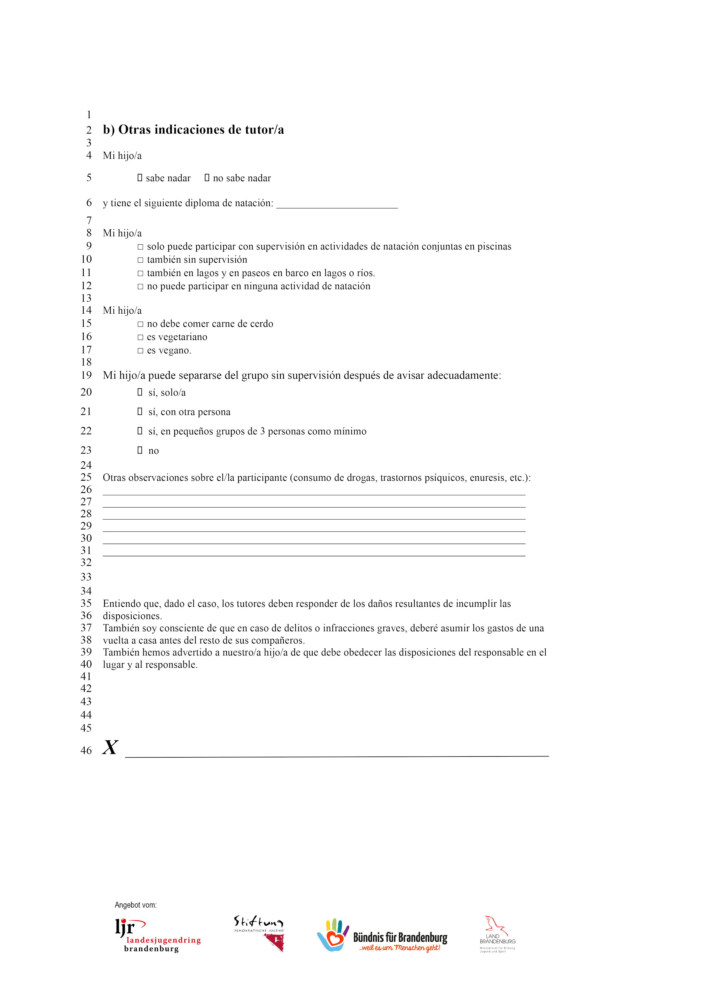 1
2 b) Otras indicaciones de tutor/a
3
4 Mi hijo/a
5 ▯ sabe nadar ▯ no sabe nadar
6 y tiene el siguiente diploma de natación: ______________________
7
8 Mi hijo/a
9 □ solo puede participar con supervisión en actividades de natación conjuntas en piscinas
10 □ también sin supervisión
11 □ también en lagos y en paseos en barco en lagos o ríos.
12 □ no puede participar en ninguna actividad de natación
13
14 Mi hijo/a
15 □ no debe comer carne de cerdo
16 □ es vegetariano
17 □ es vegano.
18
19 Mi hijo/a puede separarse del grupo sin supervisión después de avisar adecuadamente:
20 ▯ sí, solo/a
21 ▯ sí, con otra persona
22 ▯ sí, en pequeños grupos de 3 personas como mínimo
23 ▯ no
24
25 Otras observaciones sobre el/la participante (consumo de drogas, trastornos psíquicos, enuresis, etc.):
26
27
28
29
30
31
32
33
34
35 Entiendo que, dado el caso, los tutores deben responder de los daños resultantes de incumplir las
36 disposiciones.
37 También soy consciente de que en caso de delitos o infracciones graves, deberé asumir los gastos de una
38 vuelta a casa antes del resto de sus compañeros.
39 También hemos advertido a nuestro/a hijo/a de que debe obedecer las disposiciones del responsable en el
40 lugar y al responsable.
41
42
43
44
45
46 X
Angebot vom:
ljr
landesjugendring
brandenburg
Stiftung
DEMOKRATISCHE JUGEND
Bündnis für Brandenburg
...weil es um Menschen geht!
LAND
BRANDENBURG
Ministerium für Bildung,
Jugend und Sport